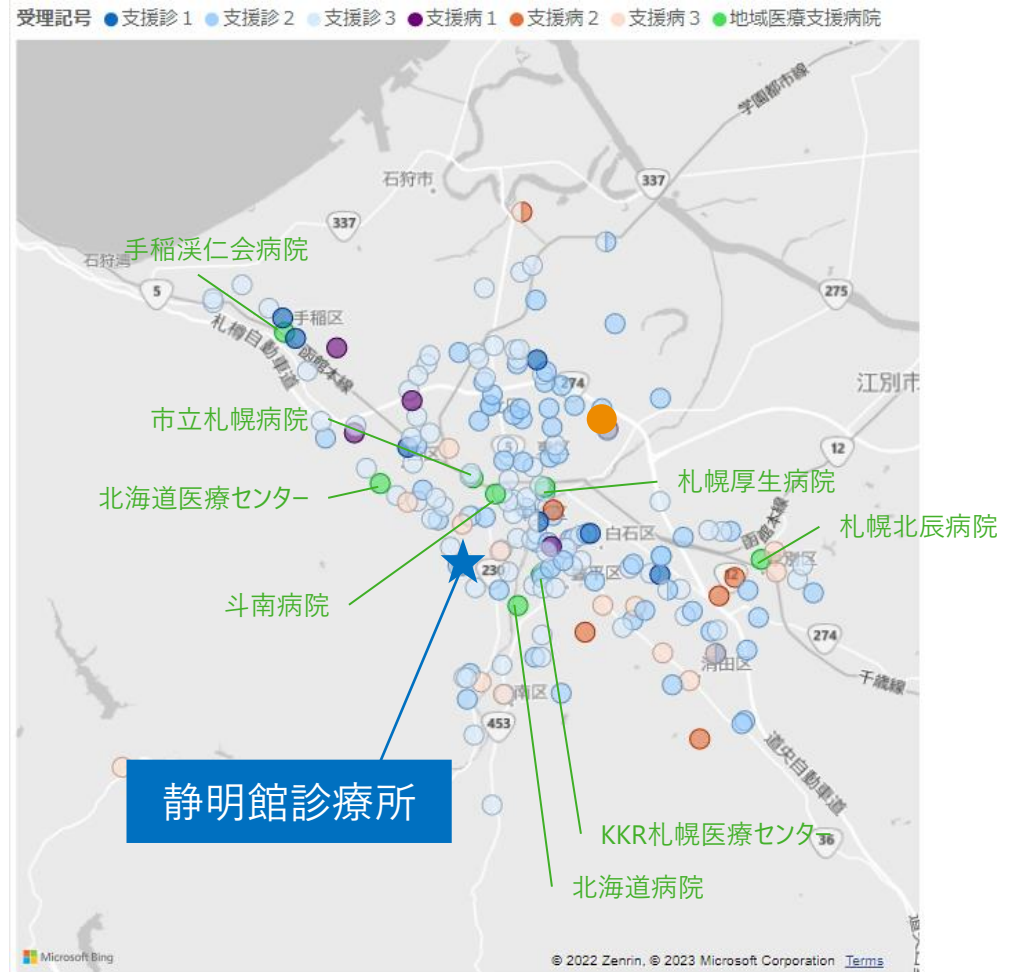 受理記号 ●支援診1 ●支援診2 ●支援診3 ●支援病1 ●支援病2 ●支援病3 ●地域医療支援病院
学園都市線
石狩市
337
337
手稲渓仁会病院
石狩湾
5
275
手稲区
札樽自動車道
函館本線
274
江別市
市立札幌病院
5
12
札幌厚生病院
北海道医療センター
函館本線
札幌北辰病院
白石区
230
12
斗南病院
274
清田区
千歳線
南区
453
道央自動車道
静明館診療所
KKR札幌医療センター
36
北海道病院
Microsoft Bing
© 2022 Zenrin, © 2023 Microsoft Corporation Terms